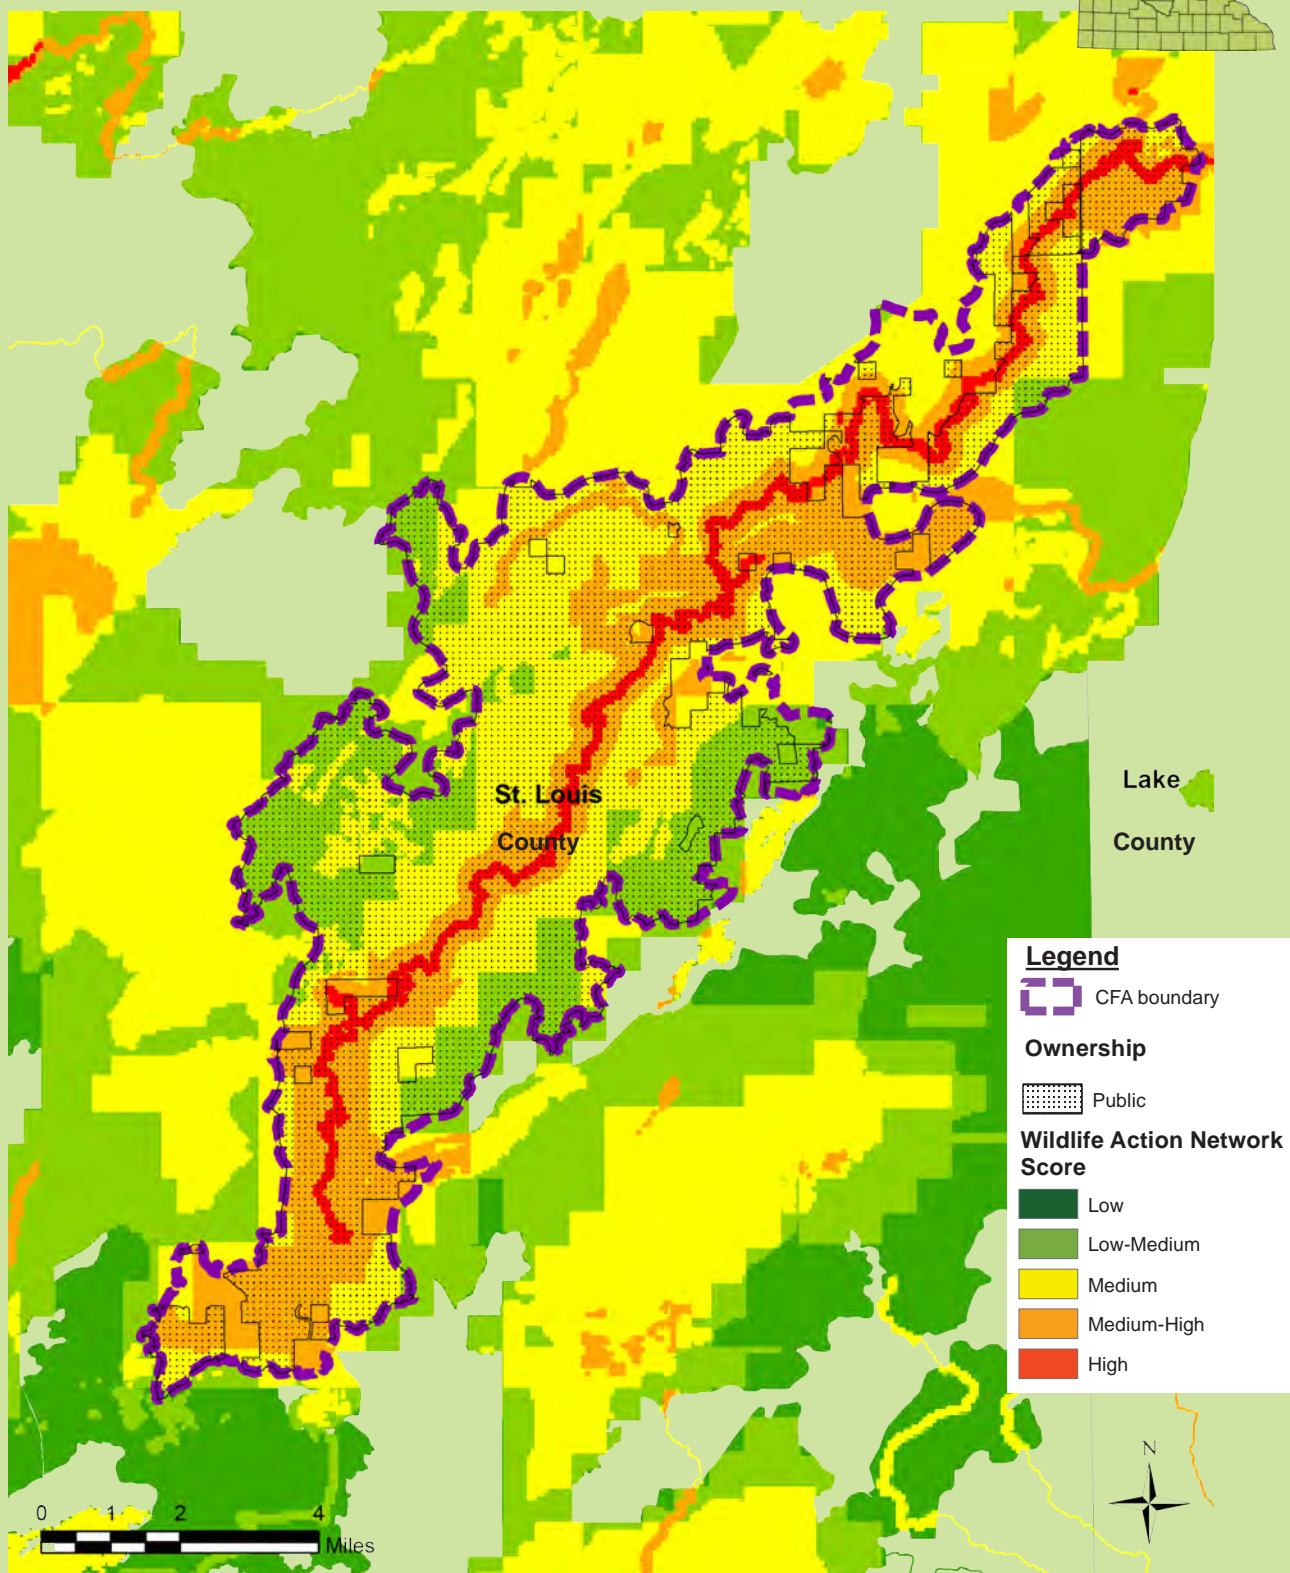 St. Louis
County
Lake
County
Legend
CFA boundary
Ownership
Public
Wildlife Action Network
Score
Low
Low-Medium
Medium
Medium-High
High
N
0 1 2 4
Miles